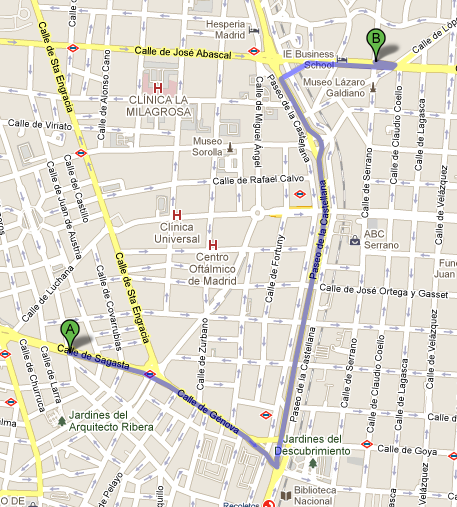 Hesperia
Madrid
Calle de López
Calle de José Abascal
IE Business
School
B
Calle de Sta Engracia
Calle de Alonso Cano
Paseo de la Castellana
Museo Lázaro
Galdiano
H
CLÍNICA LA
MILAGROSA
Calle de Miguel Ángel
Calle de Claudio Coello
Calle de Lagasca
Calle de Viriato
Museo
Sorolla
Calle de Serrano
Calle de Velázquez
Calle del Castillo
Calle de Juan de Austria
Calle de Rafael Calvo
Paseo de la Castellana
H
Clinica
Universal
H
Centro
Oftálmico
de Madrid
ABC
Serrano
Calle de Fortuny
Paseo de la Castellana
Calle de Luchana
Calle de Covarrubias
Calle de Sta Engracia
Calle de José Ortega y Gasset
Calle de Zurbano
A
Calle de Sagasta
Calle de Génova
Paseo de la Castellana
Calle de Serrano
Calle de Claudio Coello
Calle de Lagasca
Calle de Velázquez
Calle de Churruca
Calle de Larra
Jardines del
Arquitecto Ribera
Jardines del
Descubrimiento
Calle de Goya
Biblioteca
Nacional
Recoletos